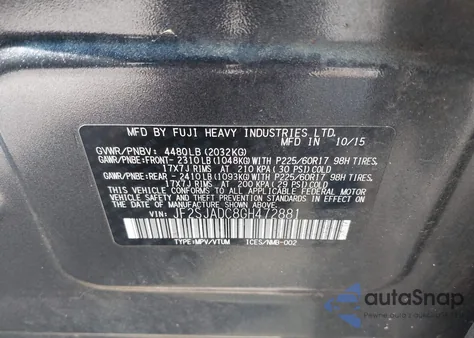 MFD BY FUJI HEAVY INDUSTRIES LTD.
MFD IN 10/15
GVWR/PNBV: 4480LB (2032KG)
GAWR/PNBE:FRONT- 2310LB (1048KG) WITH P225/60R17 98H TIRES,
17X7J RIMS AT 210 KPA (30 PSI) COLD
GAWR/PNBE:REAR - 2410LB (1093KG) WITH P225/60R17 98H TIRES,
17X7J RIMS AT 200 KPA (29 PSI) COLD
THIS VEHICLE CONFORMS TO ALL APPLICABLE FEDERAL MOTOR
VEHICLE SAFETY AND THEFT PREVENTION STANDARDS IN EFFECT
ON THE DATE OF MANUFACTURE SHOWN ABOVE.
VIN: JF2SJADC8GH472881
TYPE:MPV/VTUM ICES/NMB-002
autoSnap